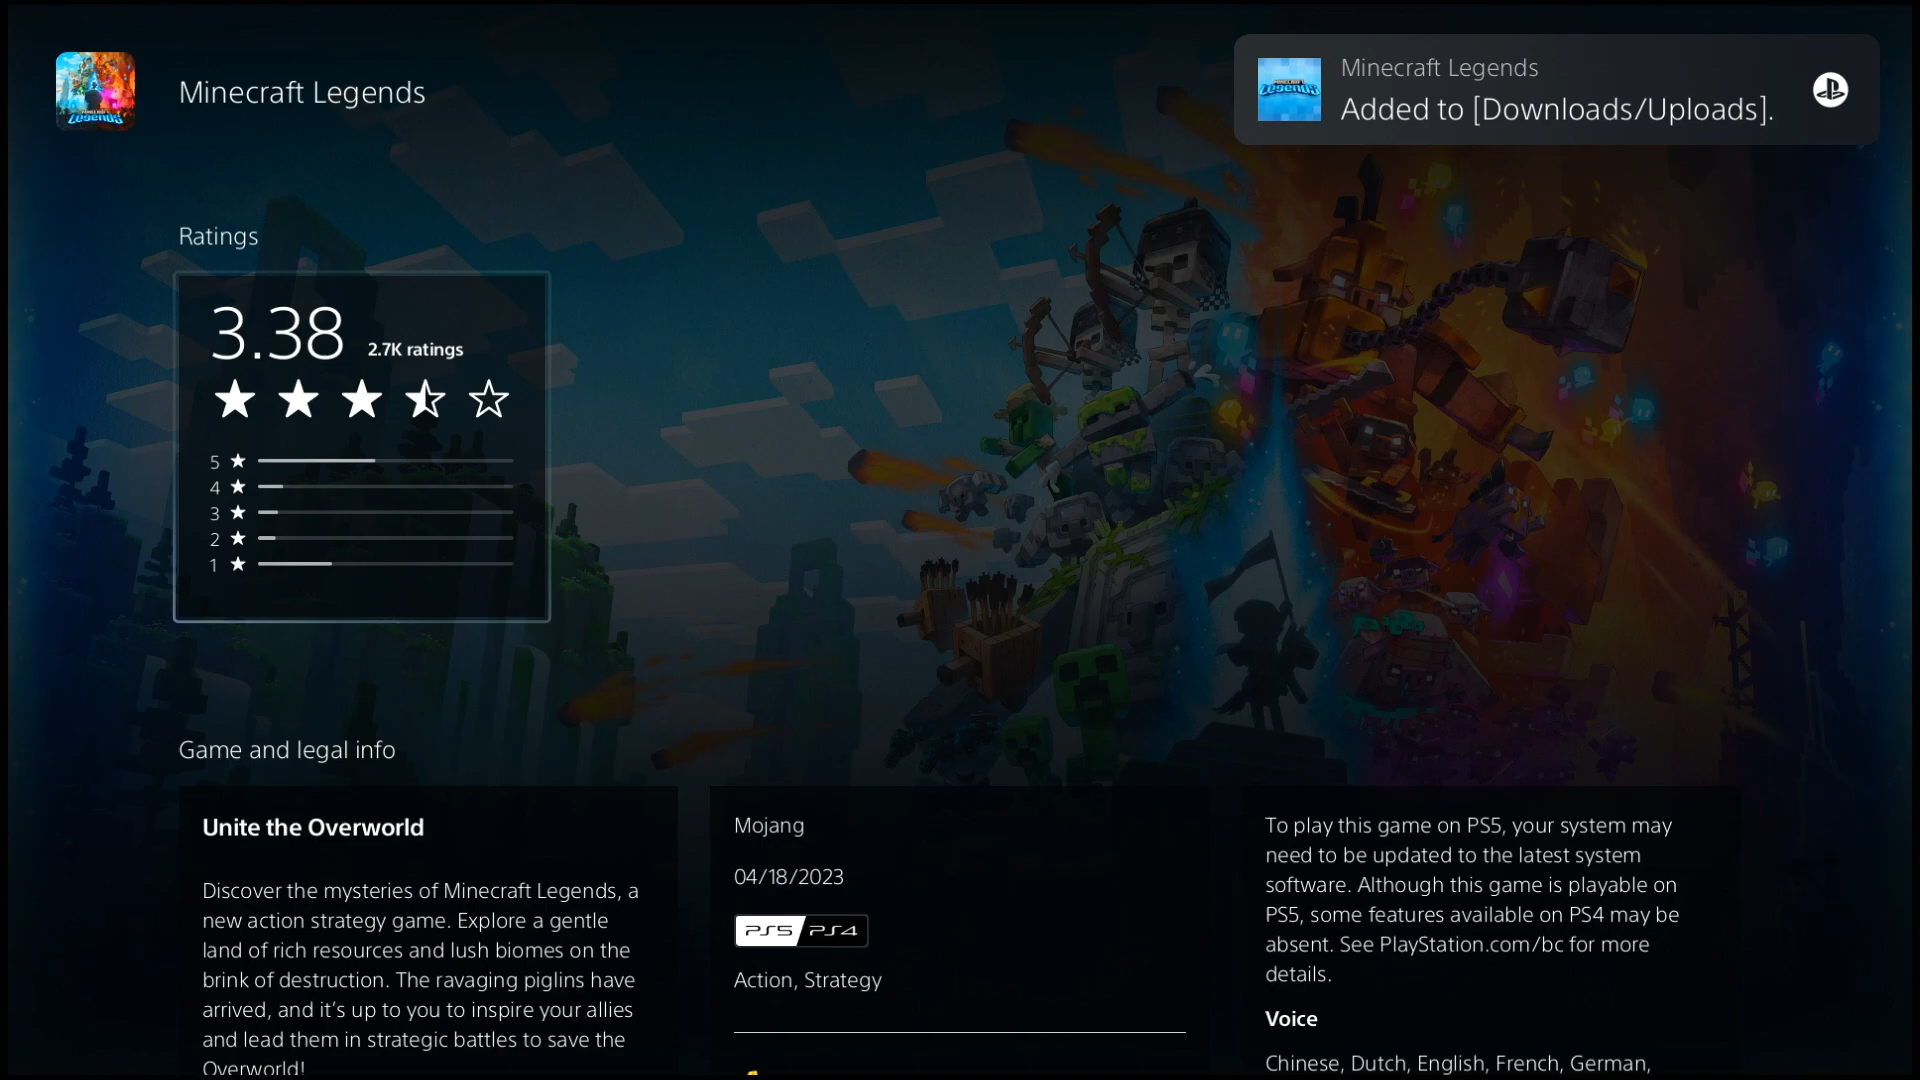 Minecraft Legends
Minecraft Legends
Added to [Downloads/Uploads].
Ratings
3.38 2.7K ratings
5
4
3
2
1
Game and legal info
Unite the Overworld
Discover the mysteries of Minecraft Legends, a
new action strategy game. Explore a gentle
land of rich resources and lush biomes on the
brink of destruction. The ravaging piglins have
arrived, and it’s up to you to inspire your allies
and lead them in strategic battles to save the
Overworld!
Mojang
04/18/2023
PS5 PS4
Action, Strategy
To play this game on PS5, your system may
need to be updated to the latest system
software. Although this game is playable on
PS5, some features available on PS4 may be
absent. See PlayStation.com/bc for more
details.
Voice
Chinese, Dutch, English, French, German,